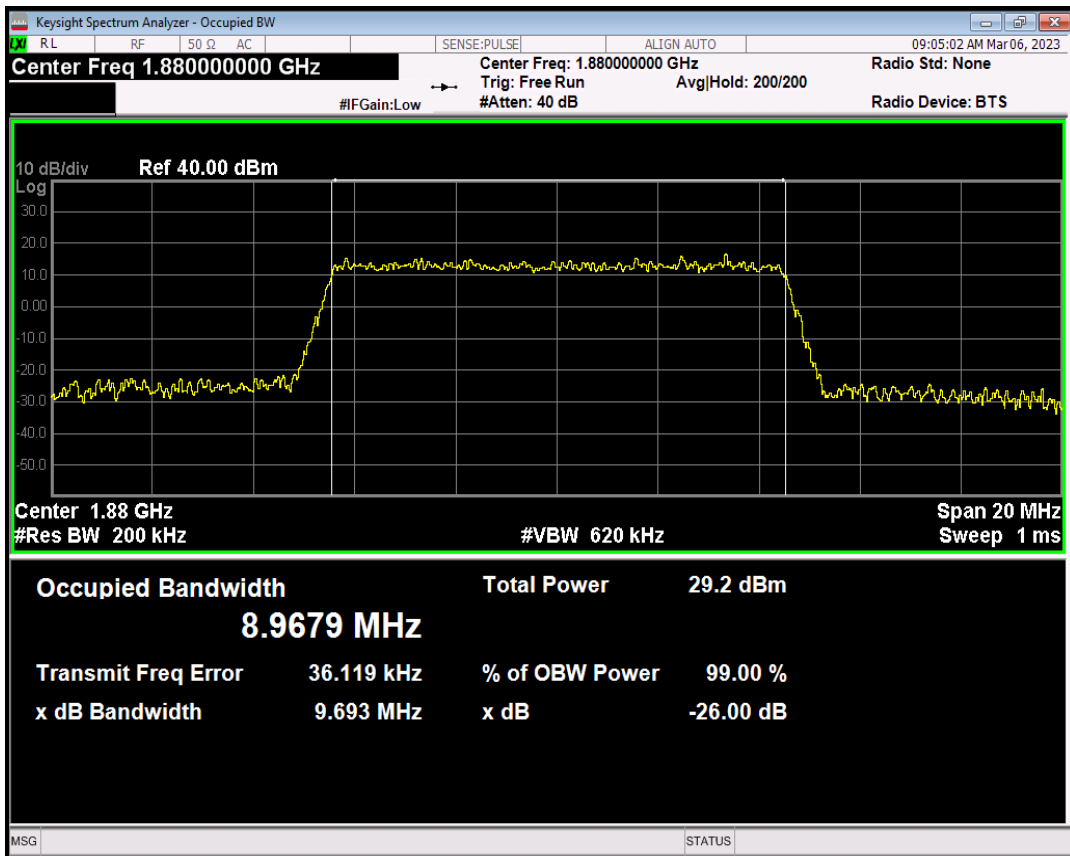 Keysight Spectrum Analyzer - Occupied BW
LXI RL RF 50 Ω AC SENSE:PULSE ALIGN AUTO 09:05:02 AM Mar 06, 2023
Center Freq 1.880000000 GHz Center Freq: 1.880000000 GHz Radio Std: None
Trig: Free Run Avg|Hold: 200/200
#IFGain:Low #Atten: 40 dB Radio Device: BTS
10 dB/div Ref 40.00 dBm
Log
30.0
20.0
10.0
0.00
-10.0
-20.0
-30.0
-40.0
-50.0
Center 1.88 GHz Span 20 MHz
#Res BW 200 kHz #VBW 620 kHz Sweep 1 ms
Occupied Bandwidth Total Power 29.2 dBm
8.9679 MHz
Transmit Freq Error 36.119 kHz % of OBW Power 99.00 %
x dB Bandwidth 9.693 MHz x dB -26.00 dB
MSG STATUS